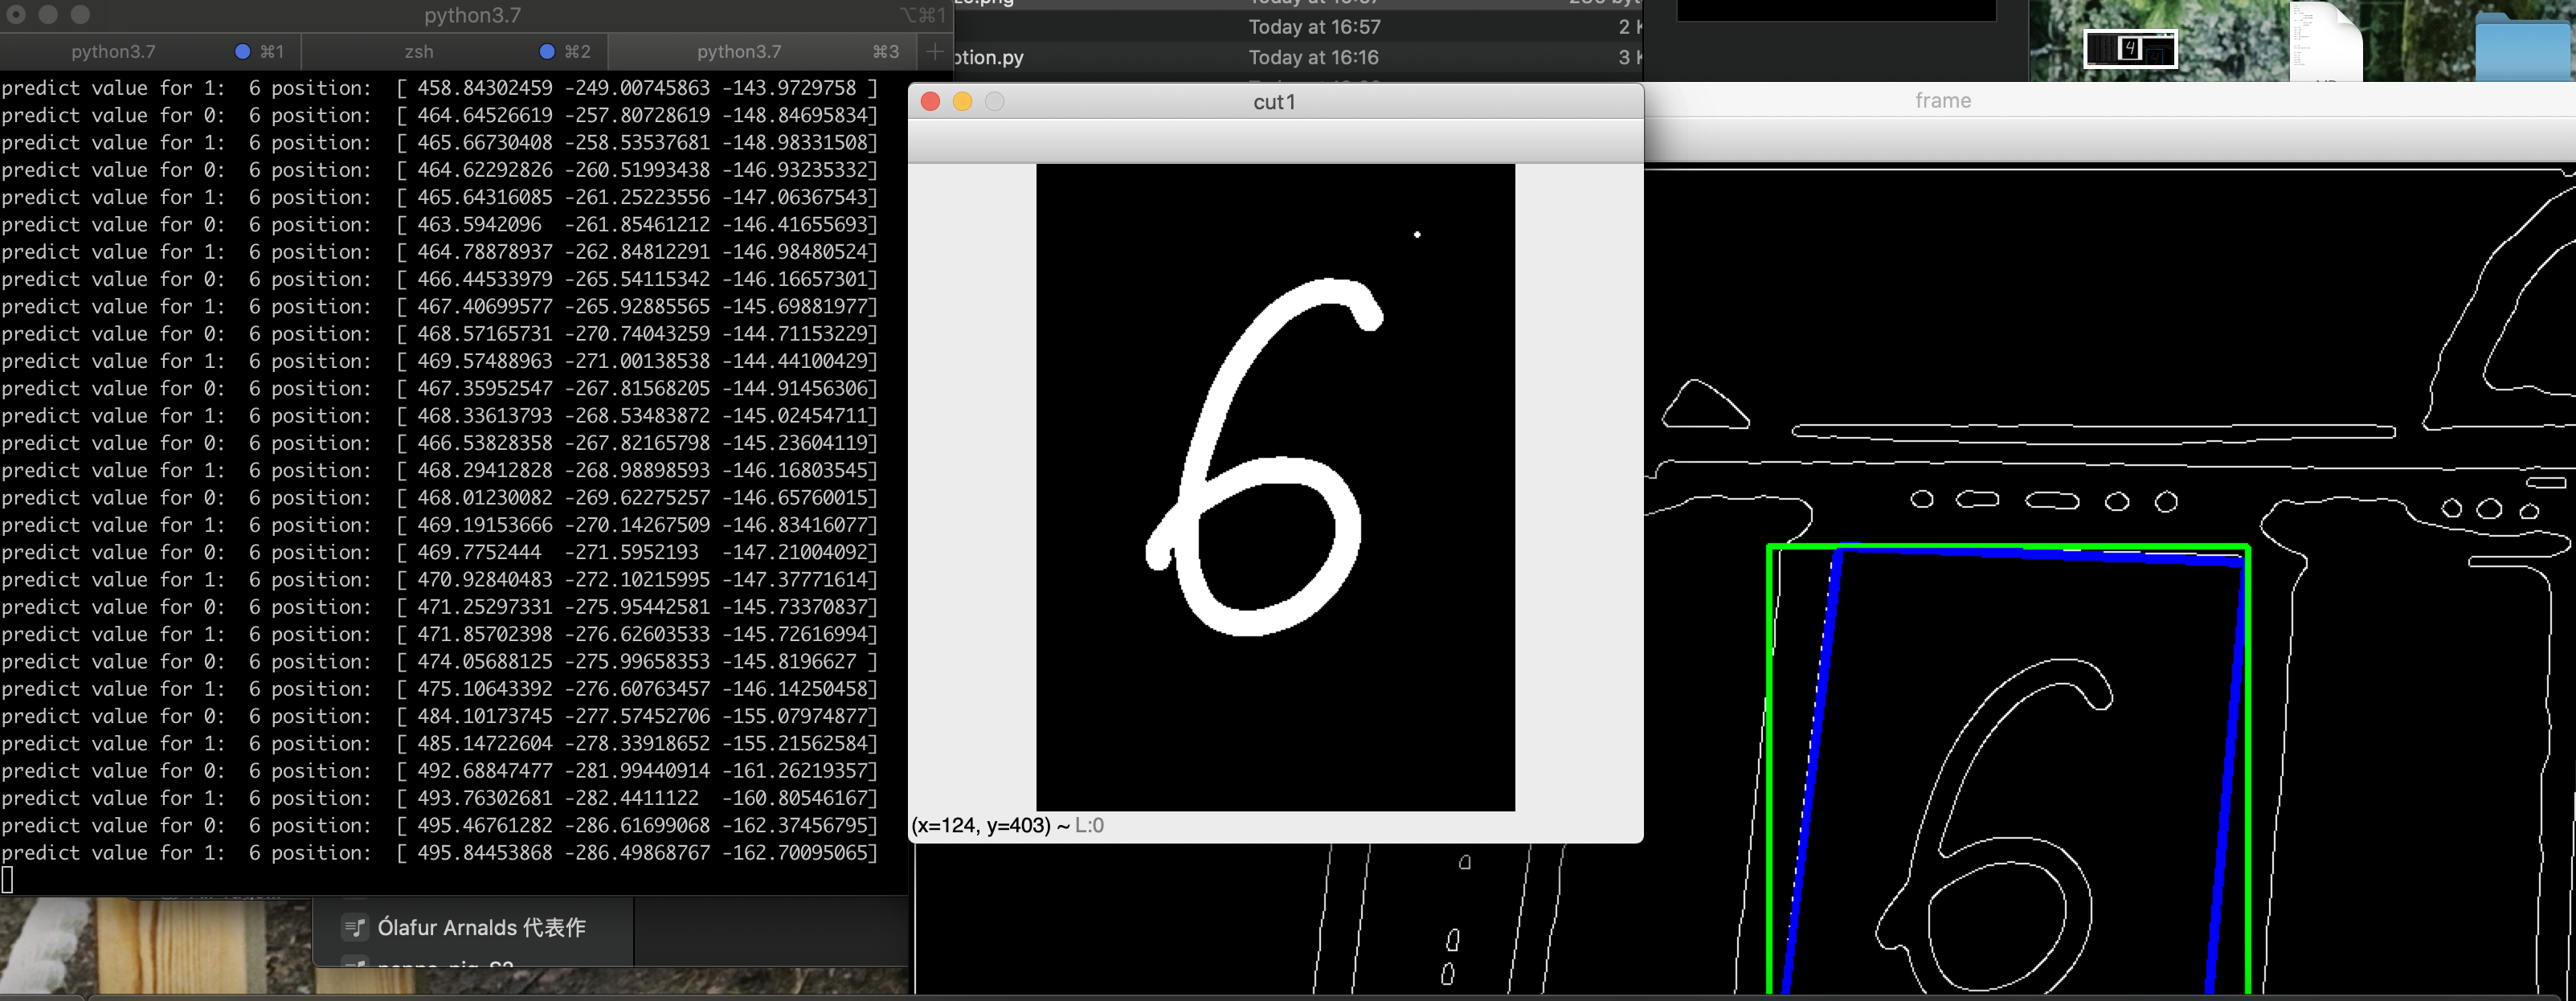 python3.7
⌥⌘1
python3.7 ⌘1
zsh ⌘2
python3.7 ⌘3
predict value for 1:  6 position:  [ 458.84302459 -249.00745863 -143.9729758 ]
predict value for 0:  6 position:  [ 464.64526619 -257.80728619 -148.84695834]
predict value for 1:  6 position:  [ 465.66730408 -258.53537681 -148.98331508]
predict value for 0:  6 position:  [ 464.62292826 -260.51993438 -146.93235332]
predict value for 1:  6 position:  [ 465.64316085 -261.25223556 -147.06367543]
predict value for 0:  6 position:  [ 463.5942096  -261.85461212 -146.41655693]
predict value for 1:  6 position:  [ 464.78878937 -262.84812291 -146.98480524]
predict value for 0:  6 position:  [ 466.44533979 -265.54115342 -146.16657301]
predict value for 1:  6 position:  [ 467.40699577 -265.92885565 -145.69881977]
predict value for 0:  6 position:  [ 468.57165731 -270.74043259 -144.71153229]
predict value for 1:  6 position:  [ 469.57488963 -271.00138538 -144.44100429]
predict value for 0:  6 position:  [ 467.35952547 -267.81568205 -144.91456306]
predict value for 1:  6 position:  [ 468.33613793 -268.53483872 -145.02454711]
predict value for 0:  6 position:  [ 466.53828358 -267.82165798 -145.23604119]
predict value for 1:  6 position:  [ 468.29412828 -268.98898593 -146.16803545]
predict value for 0:  6 position:  [ 468.01230082 -269.62275257 -146.65760015]
predict value for 1:  6 position:  [ 469.19153666 -270.14267509 -146.83416077]
predict value for 0:  6 position:  [ 469.7752444  -271.5952193  -147.21004092]
predict value for 1:  6 position:  [ 470.92840483 -272.10215995 -147.37771614]
predict value for 0:  6 position:  [ 471.25297331 -275.95442581 -145.73370837]
predict value for 1:  6 position:  [ 471.85702398 -276.62603533 -145.72616994]
predict value for 0:  6 position:  [ 474.05688125 -275.99658353 -145.8196627 ]
predict value for 1:  6 position:  [ 475.10643392 -276.60763457 -146.14250458]
predict value for 0:  6 position:  [ 484.10173745 -277.57452706 -155.07974877]
predict value for 1:  6 position:  [ 485.14722604 -278.33918652 -155.21562584]
predict value for 0:  6 position:  [ 492.68847477 -281.99440914 -161.26219357]
predict value for 1:  6 position:  [ 493.76302681 -282.4411122  -160.80546167]
predict value for 0:  6 position:  [ 495.46761282 -286.61699068 -162.37456795]
predict value for 1:  6 position:  [ 495.84453868 -286.49868767 -162.70095065]
Ólafur Arnalds 代表作
Today at 16:57 2 K
ption.py Today at 16:16 3 K
cut1
6
(x=124, y=403) ~ L:0
frame
4
6